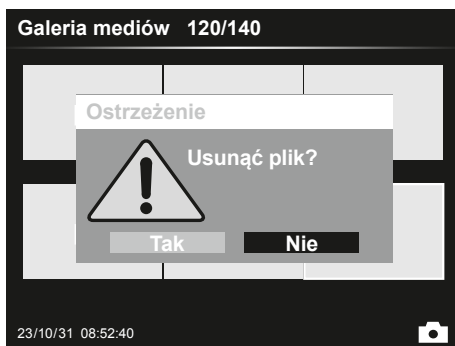 Galeria mediów 120/140
Ostrzeżenie
Usunąć plik?
Tak Nie
23/10/31 08:52:40